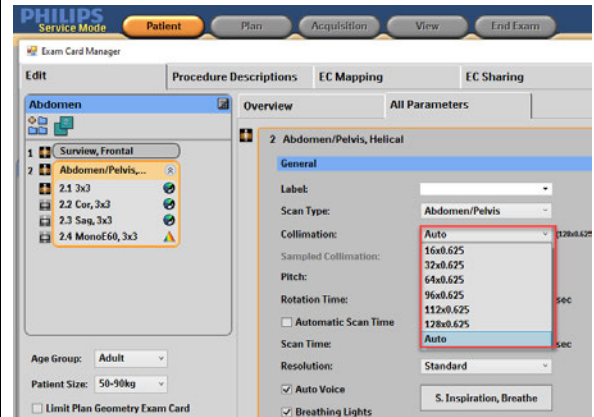 PHILIPS
Service Mode
Patient Plan Acquisition View End Exam
Exam Card Manager
Edit Procedure Descriptions EC Mapping EC Sharing
Abdomen
Overview All Parameters
1 Surview, Frontal
2 Abdomen/Pelvis,...
2.1 3x3
2.2 Cor, 3x3
2.3 Sag, 3x3
2.4 MonoE60, 3x3
Age Group: Adult
Patient Size: 50-90kg
Limit Plan Geometry Exam Card
2 Abdomen/Pelvis, Helical
General
Label:
Scan Type: Abdomen/Pelvis
Collimation: Auto (128x0.625
16x0.625
32x0.625
64x0.625
96x0.625
112x0.625
128x0.625
Auto
Sampled Collimation:
Pitch:
Rotation Time: sec
Automatic Scan Time
Scan Time: sec
Resolution: Standard
Auto Voice S. Inspiration, Breathe
Breathing Lights